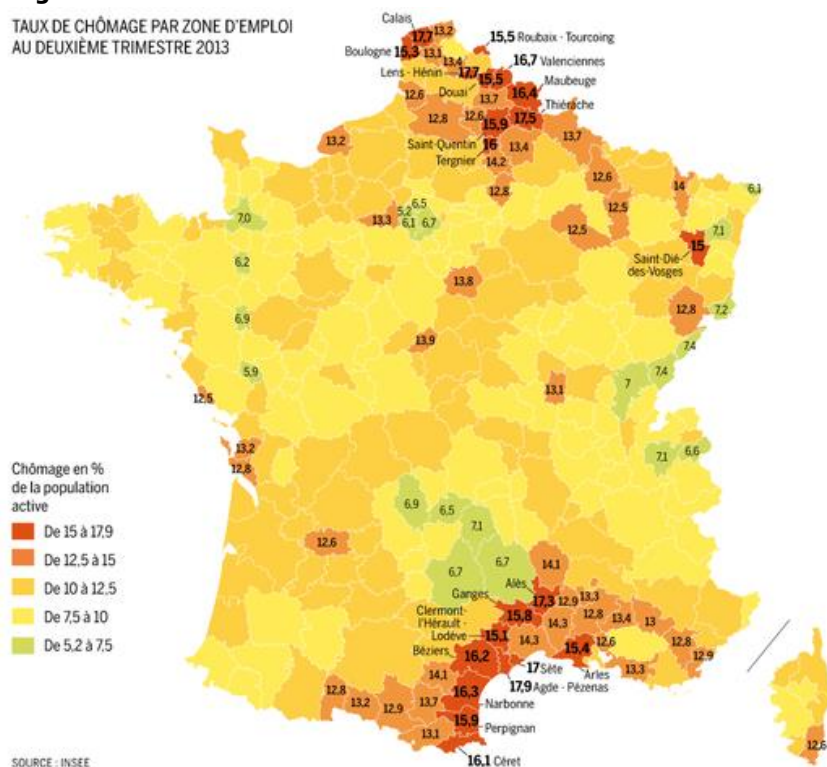 TAUX DE CHÔMAGE PAR ZONE D'EMPLOI
AU DEUXIÈME TRIMESTRE 2013
Calais
17,7
13,2
Boulogne 15,3
13,1
15,5 Roubaix - Tourcoing
13,4
Lens - Hénin 17,7
15,5
16,7 Valenciennes
Douai
16,4
Maubeuge
12,6
13,7
Thiérache
12,8
12,6
17,5
15,9
13,7
13,2
Saint-Quentin
16
13,4
Tergnier
14,2
12,6
14
12,8
6,1
6,5
5,2
7,0
13,3
6,1
6,7
12,5
12,5
7,1
15
6,2
Saint-Dié-
des-Vosges
13,8
12,8
7,2
6,9
13,9
7,4
5,9
7,4
7
12,5
13,1
13,2
12,8
7,1
6,6
6,9
6,5
7,1
12,6
6,7
6,7
14,1
Alès
17,3
12,9
13,3
Ganges
15,8
12,8
13,4
13
Clermont-
l'Hérault -
Lodève
15,1
14,3
14,3
12,6
12,8
Béziers
16,2
15,4
12,9
17
Sète
Arles
13,3
14,1
17,9 Agde - Pézenas
12,8
13,2
12,9
13,7
16,3
Narbonne
15,9
Perpignan
13,1
16,1 Céret
12,6
Chômage en %
de la population
active
De 15 à 17,9
De 12,5 à 15
De 10 à 12,5
De 7,5 à 10
De 5,2 à 7,5
SOURCE : INSEE